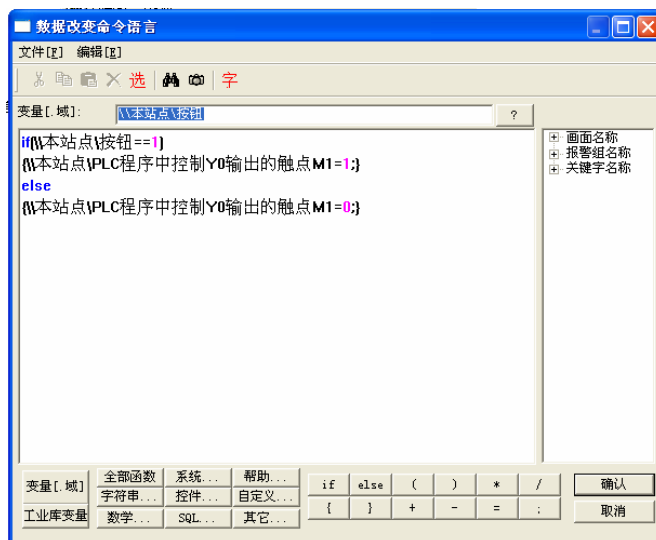 数据改变命令语言
文件[F] 编辑[E]
选 字
变量[.域]: \\本站点\按钮 ?
if(\\本站点\按钮==1)
{\\本站点\PLC程序中控制Y0输出的触点M1=1;}
else
{\\本站点\PLC程序中控制Y0输出的触点M1=0;}
画面名称
报警组名称
关键字名称
变量[.域] 全部函数 系统... 帮助... if else ( ) * / 确认
字符串... 控件... 自定义...
工业库变量 数学... SQL... 其它... { } + - = ; 取消